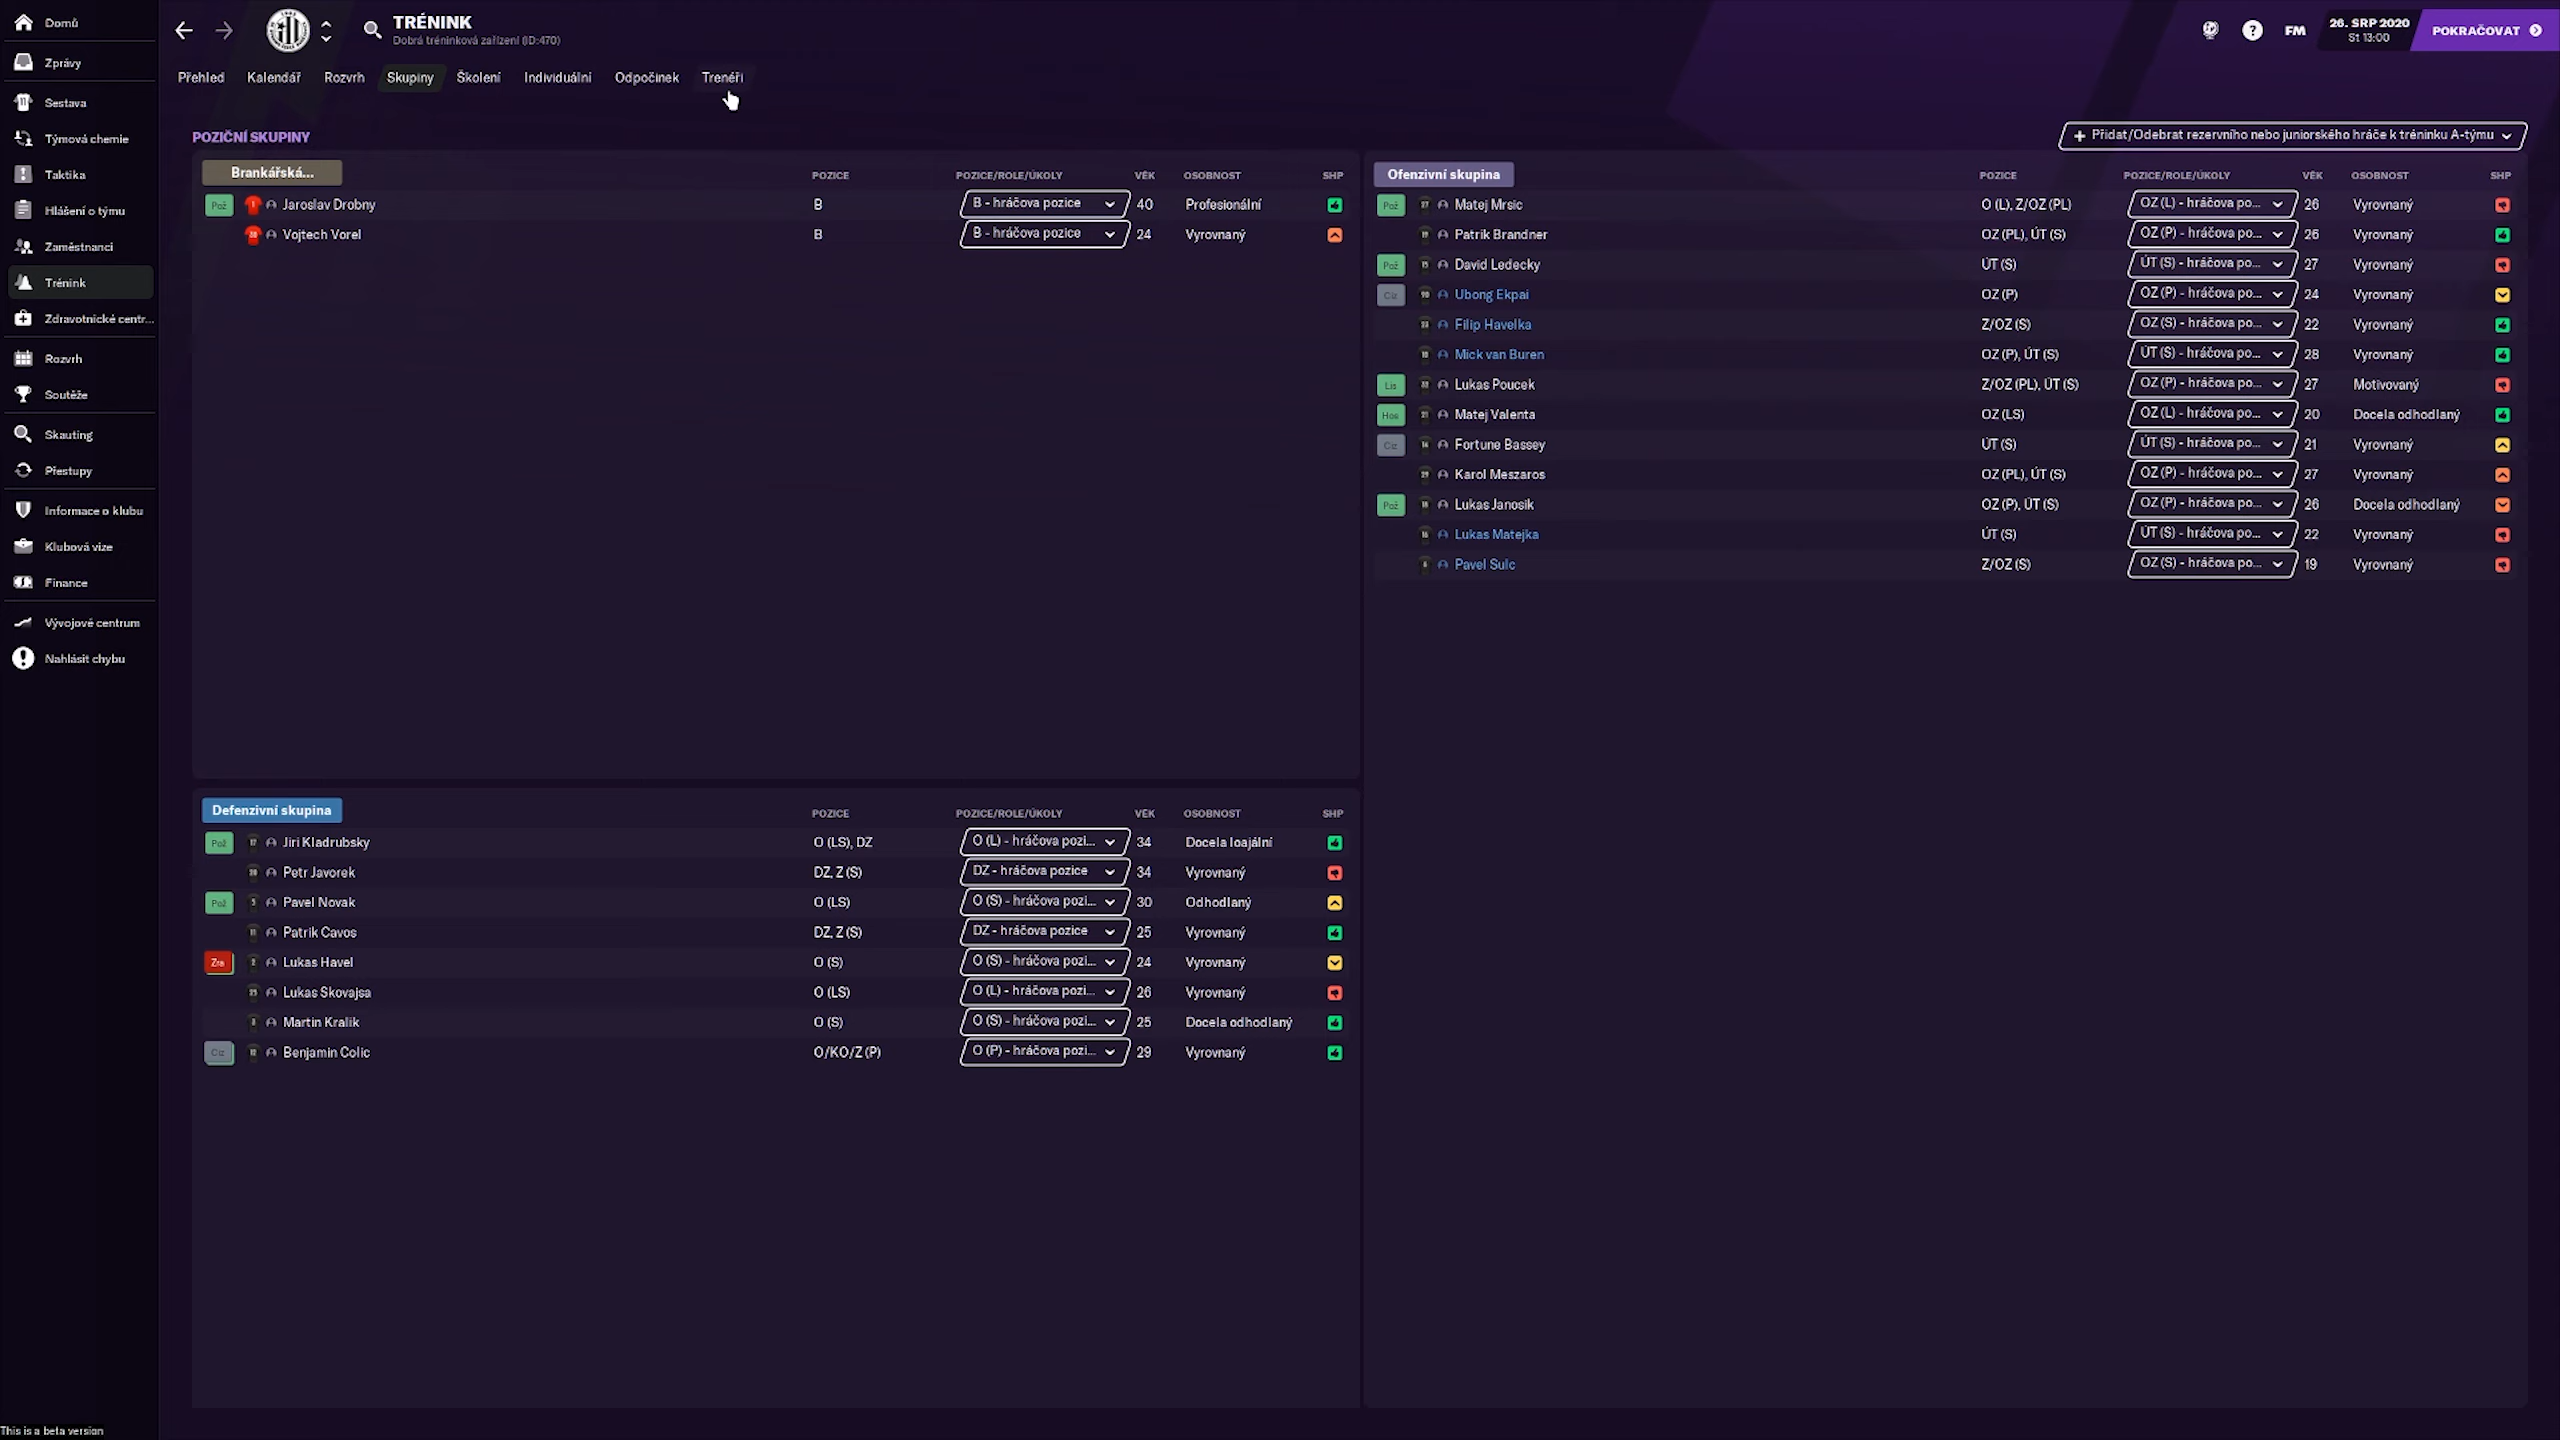 Domů
Zprávy
Sestava
Týmová chemie
Taktika
Hlášení o týmu
Zaměstnanci
Trénink
Zdravotnické centr...
Rozvrh
Soutěže
Skauting
Přestupy
Informace o klubu
Klubová vize
Finance
Vývojové centrum
Nahlásit chybu
This is a beta version
TRÉNINK
Dobrá tréninková zařízení (ID:470)
FM
26. SRP 2020
St 13:00
POKRAČOVAT
Přehled Kalendář Rozvrh Skupiny Školení Individuální Odpočinek Trenéři
POZIČNÍ SKUPINY
+ Přidat/Odebrat rezervního nebo juniorského hráče k tréninku A-týmu
Brankářská... POZICE POZICE/ROLE/ÚKOLY VĚK OSOBNOST SHP
Pož Jaroslav Drobny B B - hráčova pozice 40 Profesionální
Vojtech Vorel B B - hráčova pozice 24 Vyrovnaný
Defenzivní skupina POZICE POZICE/ROLE/ÚKOLY VĚK OSOBNOST SHP
Pož Jiri Kladrubsky O (LS), DZ O (L) - hráčova pozi... 34 Docela loajální
Petr Javorek DZ, Z (S) DZ - hráčova pozice 34 Vyrovnaný
Pož Pavel Novak O (LS) O (S) - hráčova pozi... 30 Odhodlaný
Patrik Cavos DZ, Z (S) DZ - hráčova pozice 25 Vyrovnaný
Zra Lukas Havel O (S) O (S) - hráčova pozi... 24 Vyrovnaný
Lukas Skovajsa O (LS) O (L) - hráčova pozi... 26 Vyrovnaný
Martin Kralik O (S) O (S) - hráčova pozi... 25 Docela odhodlaný
Ciz Benjamin Colic O/KO/Z (P) O (P) - hráčova pozi... 29 Vyrovnaný
Ofenzivní skupina POZICE POZICE/ROLE/ÚKOLY VĚK OSOBNOST SHP
Pož Matej Mrsic O (L), Z/OZ (PL) OZ (L) - hráčova po... 26 Vyrovnaný
Patrik Brandner OZ (PL), ÚT (S) OZ (P) - hráčova po... 26 Vyrovnaný
Pož David Ledecky ÚT (S) ÚT (S) - hráčova po... 27 Vyrovnaný
Ciz Ubong Ekpai OZ (P) OZ (P) - hráčova po... 24 Vyrovnaný
Filip Havelka Z/OZ (S) OZ (S) - hráčova po... 22 Vyrovnaný
Mick van Buren OZ (P), ÚT (S) ÚT (S) - hráčova po... 28 Vyrovnaný
Lis Lukas Poucek Z/OZ (PL), ÚT (S) OZ (P) - hráčova po... 27 Motivovaný
Hos Matej Valenta OZ (LS) OZ (L) - hráčova po... 20 Docela odhodlaný
Ciz Fortune Bassey ÚT (S) ÚT (S) - hráčova po... 21 Vyrovnaný
Karol Meszaros OZ (PL), ÚT (S) OZ (P) - hráčova po... 27 Vyrovnaný
Pož Lukas Janosik OZ (P), ÚT (S) OZ (P) - hráčova po... 26 Docela odhodlaný
Lukas Matejka ÚT (S) ÚT (S) - hráčova po... 22 Vyrovnaný
Pavel Sulc Z/OZ (S) OZ (S) - hráčova po... 19 Vyrovnaný